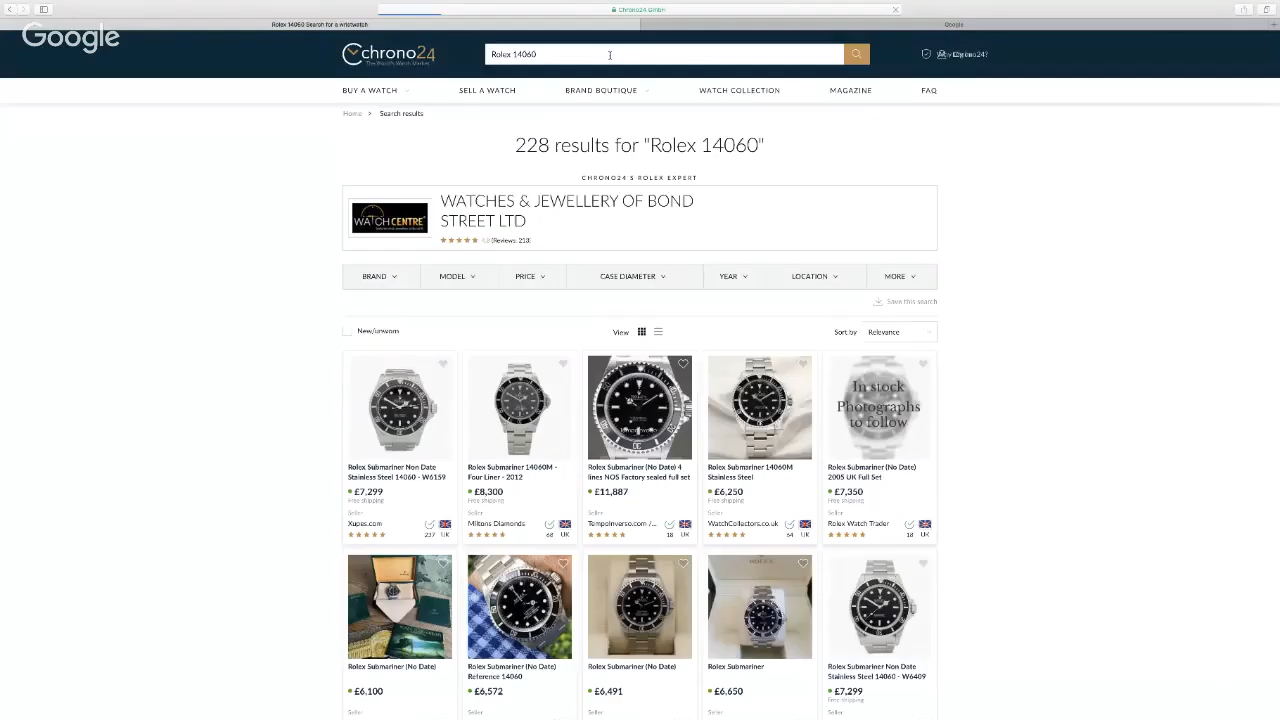 Chrono24 GmbH
Rolex 14060 Search for a wristwatch
Google
Google
Chrono24
The World's Watch Market
Rolex 14060
BUY A WATCH
SELL A WATCH
BRAND BOUTIQUE
WATCH COLLECTION
MAGAZINE
FAQ
Home > Search results
228 results for "Rolex 14060"
CHRONO24'S ROLEX EXPERT
WATCHCENTRE
WATCHES & JEWELLERY OF BOND
STREET LTD
4.8 (Reviews: 213)
BRAND
MODEL
PRICE
CASE DIAMETER
YEAR
LOCATION
MORE
Save this search
New/unworn
View
Sort by Relevance
In stock
Photographs
to follow
Rolex Submariner Non Date
Stainless Steel 14060 - W6159
£7,299
Free shipping
Seller
Xupes.com
237 UK
Rolex Submariner 14060M -
Four Liner - 2012
£8,300
Free shipping
Seller
Miltons Diamonds
68 UK
Rolex Submariner (No Date) 4
lines NOS Factory sealed full set
£11,887
Seller
TempoInverso.com /...
18 UK
Rolex Submariner 14060M
Stainless Steel
£6,250
Free shipping
Seller
WatchCollectors.co.uk
64 UK
Rolex Submariner (No Date)
2005 UK Full Set
£7,350
Free shipping
Seller
Rolex Watch Trader
18 UK
Rolex Submariner (No Date)
£6,100
Seller
Rolex Submariner (No Date)
Reference 14060
£6,572
Seller
Rolex Submariner (No Date)
£6,491
Seller
Rolex Submariner
£6,650
Seller
Rolex Submariner Non Date
Stainless Steel 14060 - W6409
£7,299
Free shipping
Seller